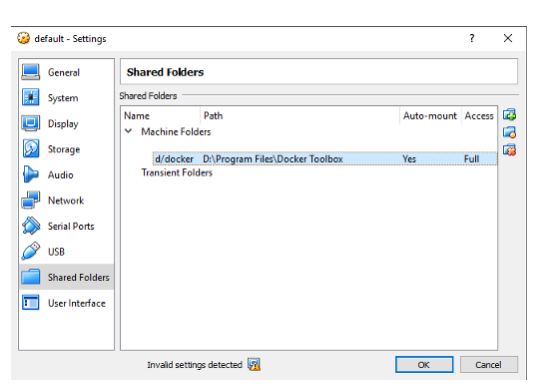 default - Settings
?
General
System
Display
Storage
Audio
Network
Serial Ports
USB
Shared Folders
User Interface
Shared Folders
Shared Folders
Name Path Auto-mount Access
Machine Folders
d/docker D:\Program Files\Docker Toolbox Yes Full
Transient Folders
Invalid settings detected
OK
Cancel